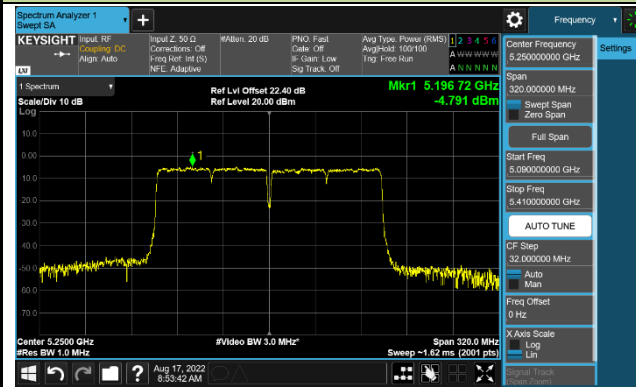 Spectrum Analyzer 1
Swept SA
Frequency
KEYSIGHT
Input: RF
Coupling: DC
Align: Auto
Input Z: 50 Ω
Corrections: Off
Freq Ref: Int (S)
NFE: Adaptive
#Atten: 20 dB
PNO: Fast
Gate: Off
IF Gain: Low
Sig Track: Off
Avg Type: Power (RMS)
Avg|Hold: 100/100
Trig: Free Run
1 2 3 4 5 6
A W W W W W
A N N N N N
LXI
1 Spectrum
Scale/Div 10 dB
Log
Ref Lvl Offset 22.40 dB
Ref Level 20.00 dBm
Mkr1 5.196 72 GHz
-4.791 dBm
10.0
0.00
1
10.0
20.0
30.0
40.0
50.0
60.0
70.0
Center 5.2500 GHz
#Res BW 1.0 MHz
#Video BW 3.0 MHz*
Span 320.0 MHz
Sweep ~1.62 ms (2001 pts)
Aug 17, 2022
8:53:42 AM
?
Center Frequency
5.250000000 GHz
Settings
Span
320.000000 MHz
Swept Span
Zero Span
Full Span
Start Freq
5.090000000 GHz
Stop Freq
5.410000000 GHz
AUTO TUNE
CF Step
32.000000 MHz
Auto
Man
Freq Offset
0 Hz
X Axis Scale
Log
Lin
Signal Track
(Span Zoom)